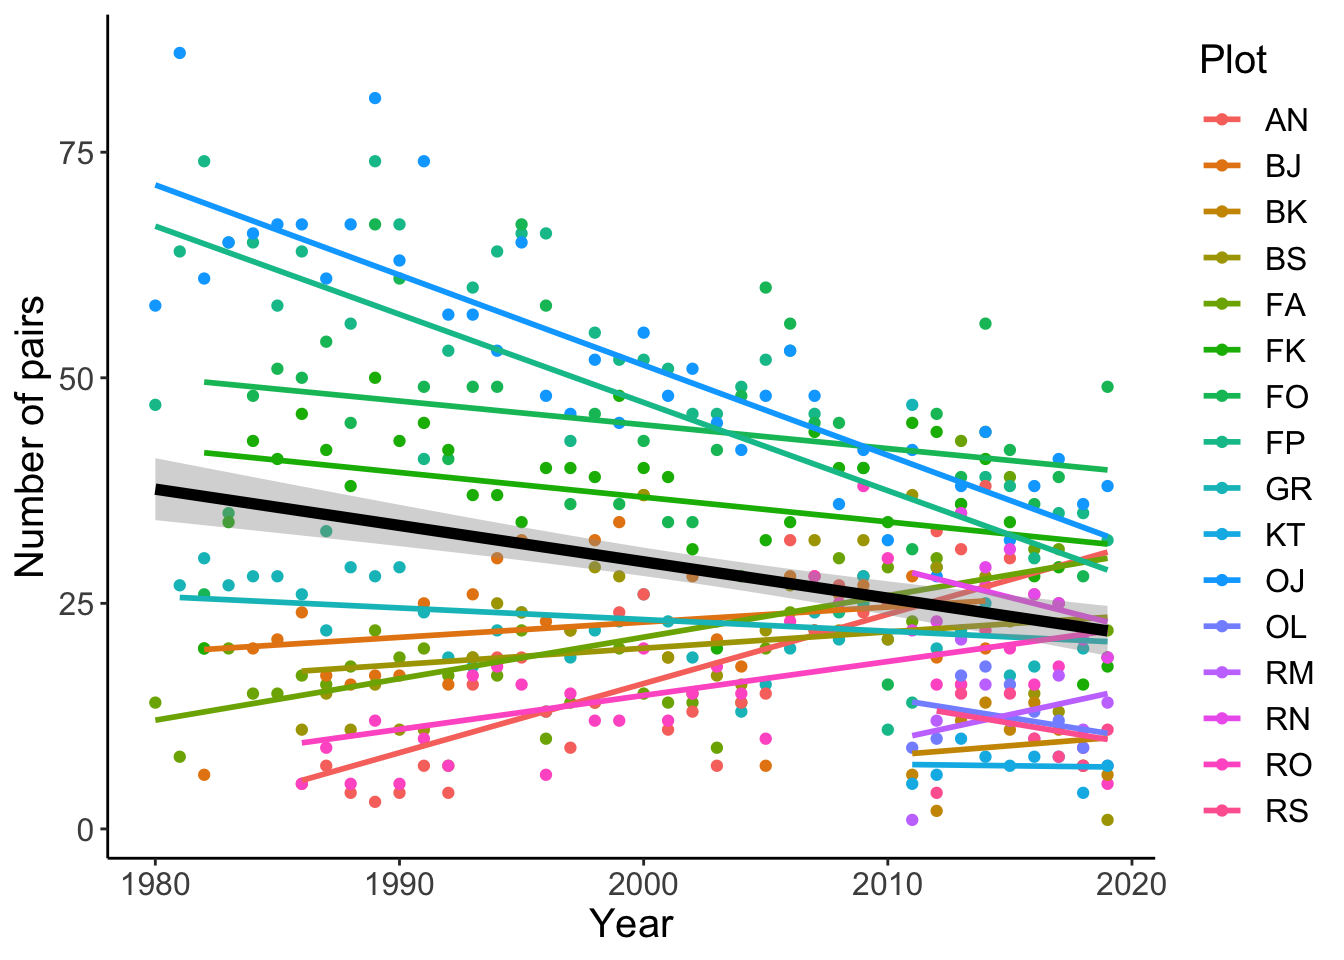 Number of pairs
75
50
25
0
1980 1990 2000 2010 2020
Year
Plot
AN
BJ
BK
BS
FA
FK
FO
FP
GR
KT
OJ
OL
RM
RN
RO
RS